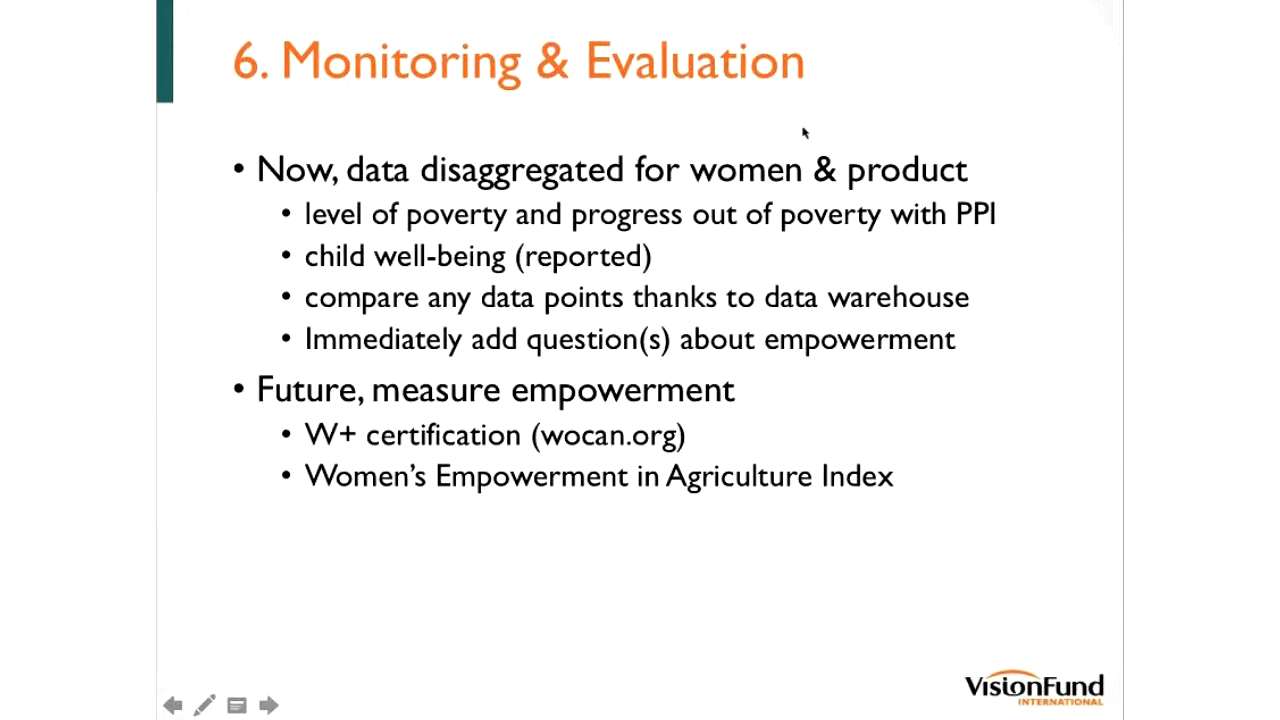 6. Monitoring & Evaluation
• Now, data disaggregated for women & product
• level of poverty and progress out of poverty with PPI
• child well-being (reported)
• compare any data points thanks to data warehouse
• Immediately add question(s) about empowerment
• Future, measure empowerment
• W+ certification (wocan.org)
• Women's Empowerment in Agriculture Index
VisionFund
INTERNATIONAL